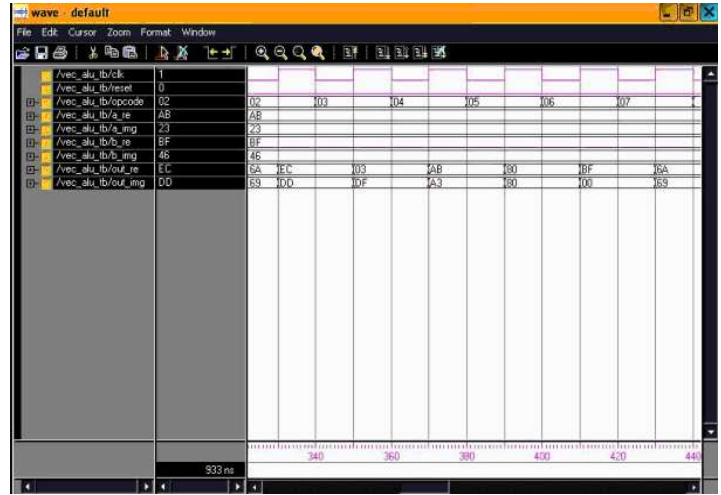 wave - default
File Edit Cursor Zoom Format Window
/vec_alu_tb/clk 1
/vec_alu_tb/reset 0
/vec_alu_tb/opcode 02 02 03 04 05 06 07
/vec_alu_tb/a_re AB AB
/vec_alu_tb/a_img 23 23
/vec_alu_tb/b_re BF BF
/vec_alu_tb/b_img 46 46
/vec_alu_tb/out_re EC 6A EC 03 AB 80 BF 6A
/vec_alu_tb/out_img DD 69 DD DF A3 80 00 69
340 360 380 400 420 440
933 ns